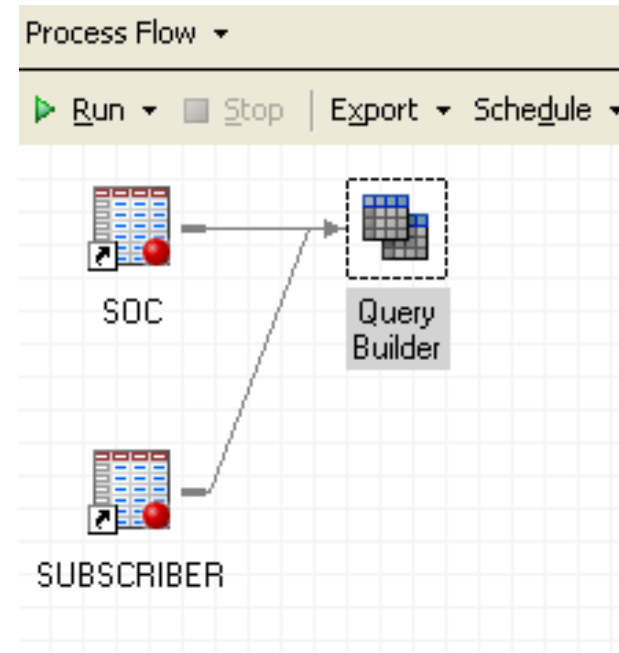 Process Flow
Run Stop Export Schedule
SOC
Query
Builder
SUBSCRIBER